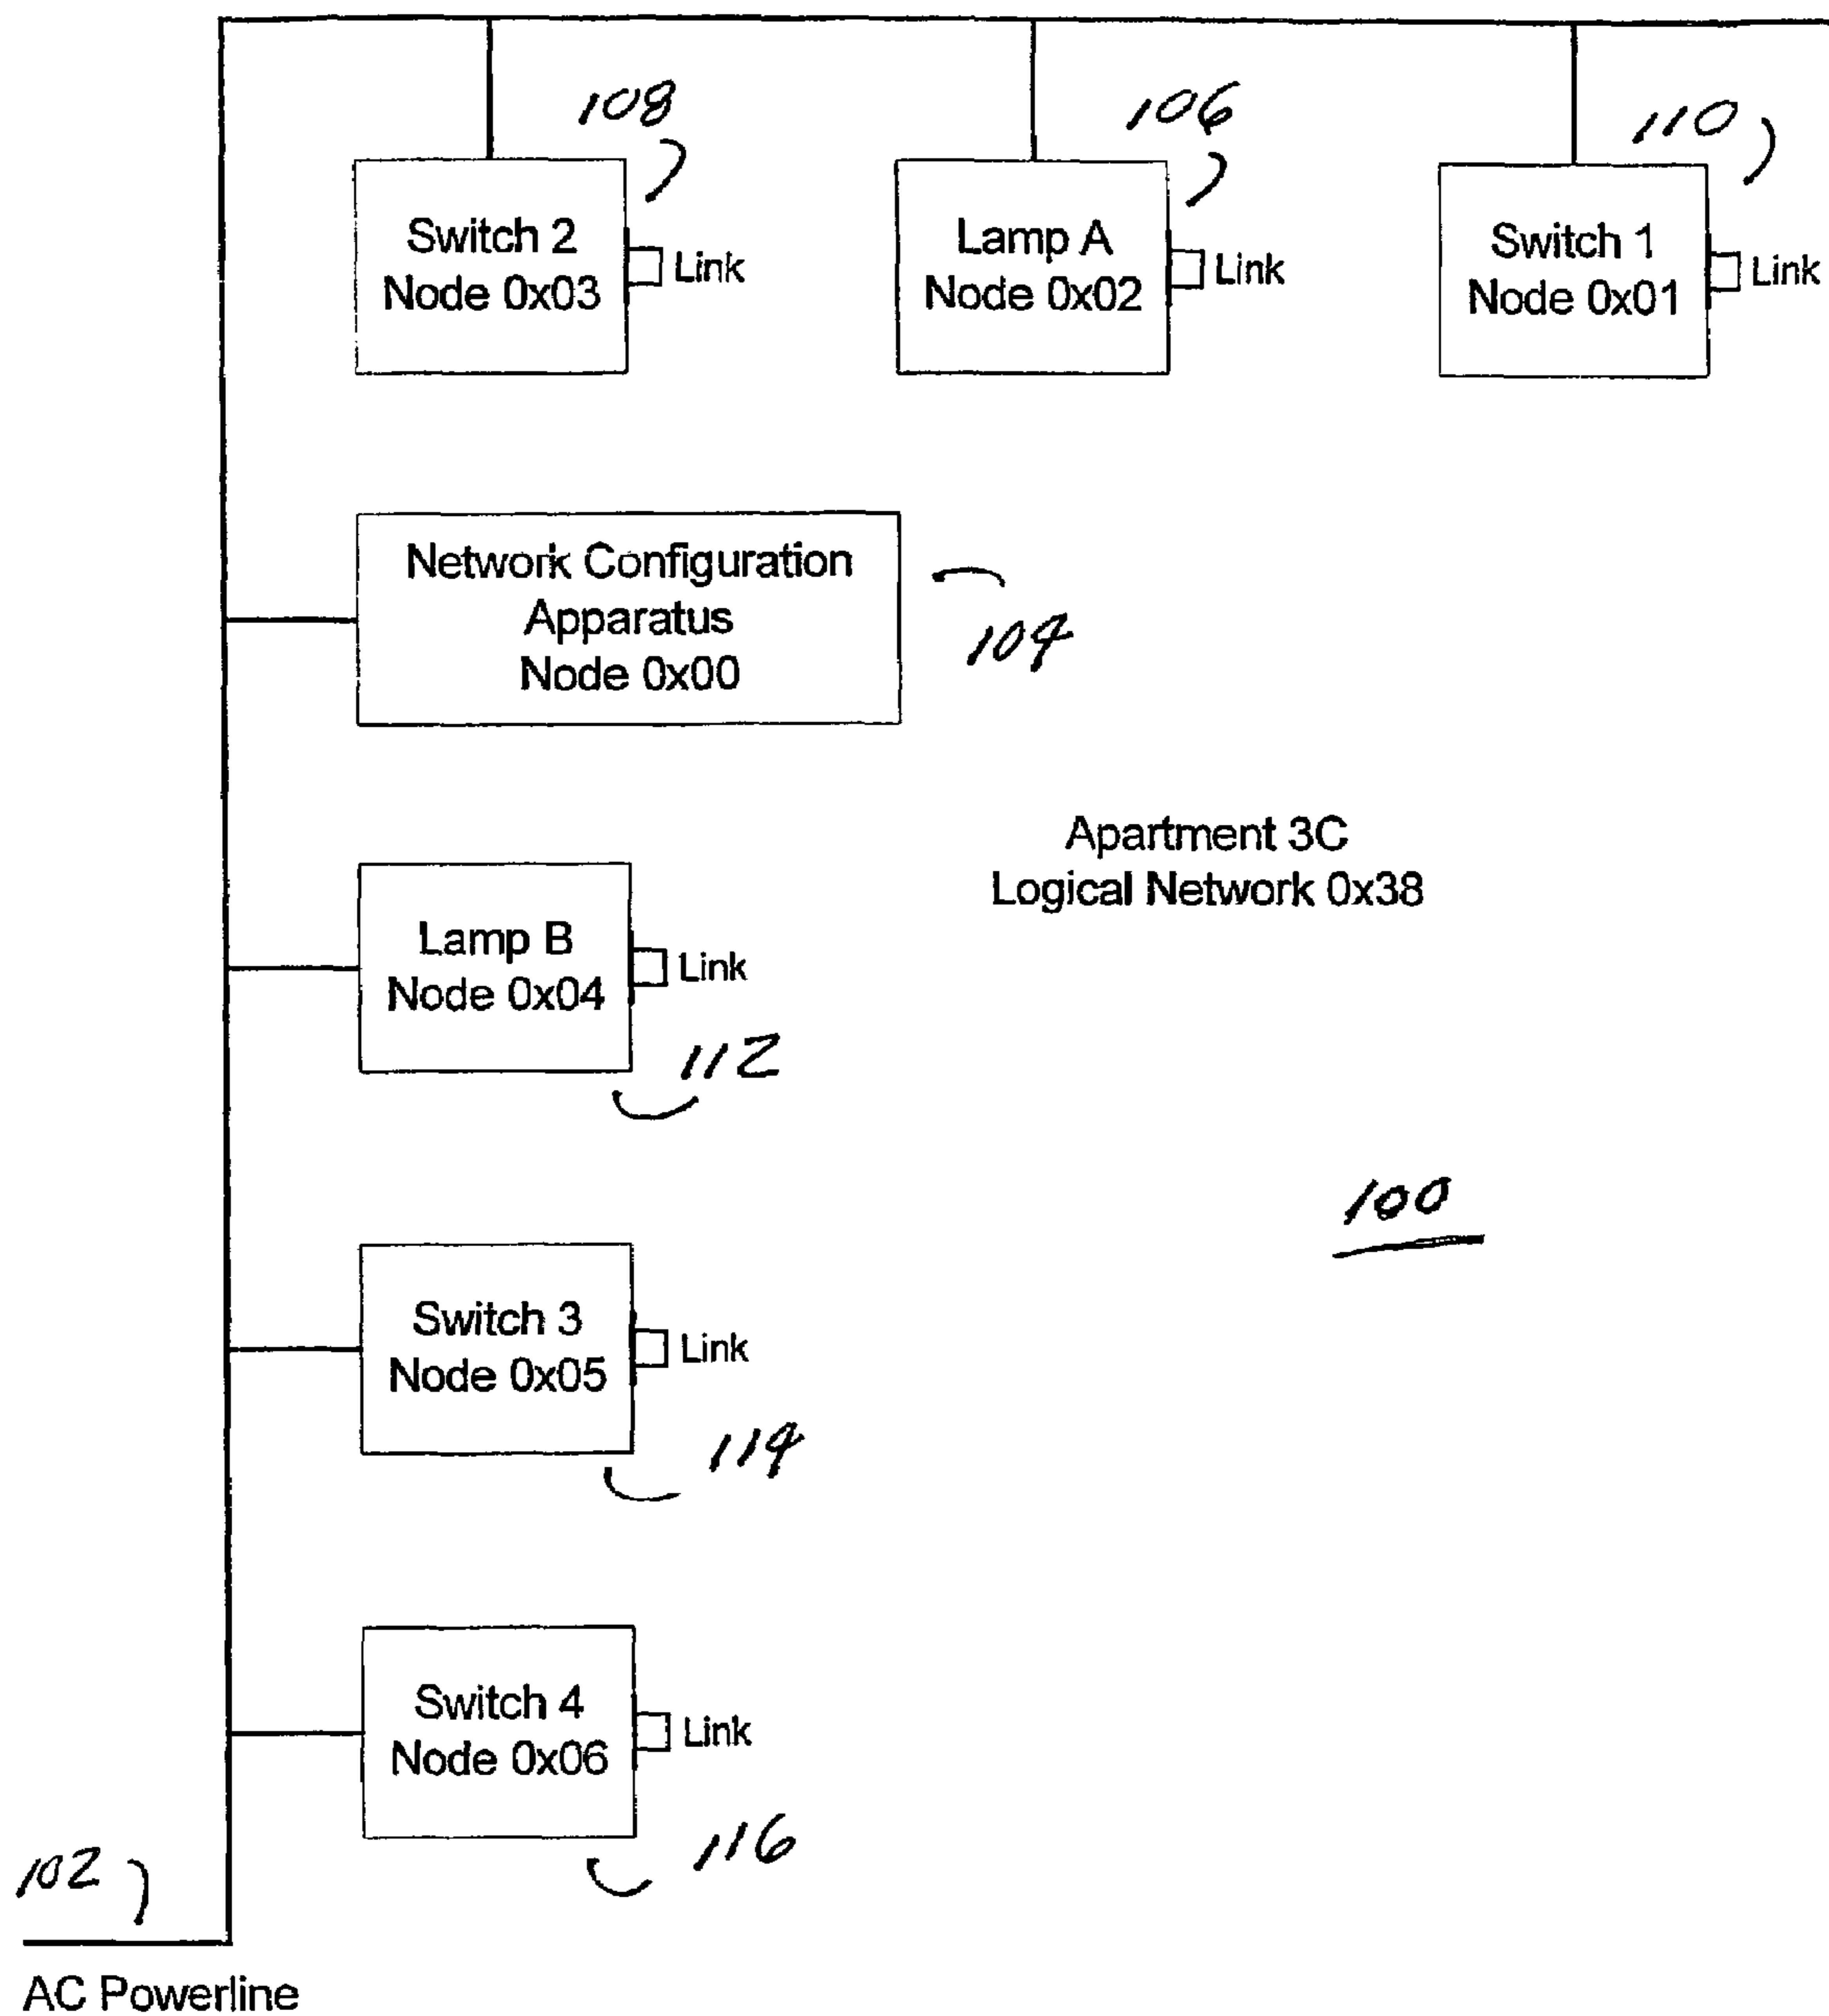 108
106
110
Switch 2
Node 0x03
Link
Lamp A
Node 0x02
Link
Switch 1
Node 0x01
Link
Network Configuration
Apparatus
Node 0x00
104
Apartment 3C
Logical Network 0x38
Lamp B
Node 0x04
Link
112
100
Switch 3
Node 0x05
Link
114
Switch 4
Node 0x06
Link
116
102
AC Powerline